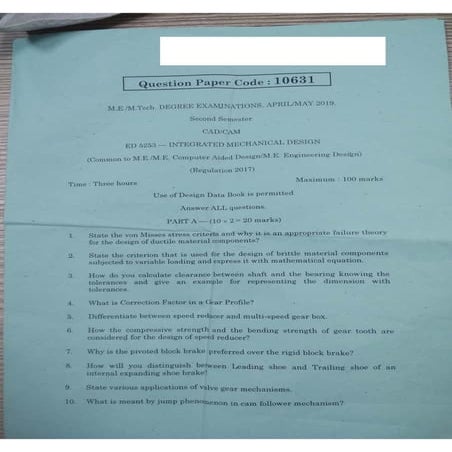 Question Paper Code : 10631
M.E./M.Tech. DEGREE EXAMINATIONS, APRIL/MAY 2019.
Second Semester
CAD/CAM
ED 5253 — INTEGRATED MECHANICAL DESIGN
(Common to M.E./M.E. Computer Aided Design/M.E. Engineering Design)
(Regulation 2017)
Time : Three hours Maximum : 100 marks
Use of Design Data Book is permitted
Answer ALL questions.
PART A — (10 × 2 = 20 marks)
1. State the von Misses stress criteria and why it is an appropriate failure theory
for the design of ductile material components?
2. State the criterion that is used for the design of brittle material components
subjected to variable loading and express it with mathematical equation.
3. How do you calculate clearance between shaft and the bearing knowing the
tolerances and give an example for representing the dimension with
tolerances.
4. What is Correction Factor in a Gear Profile?
5. Differentiate between speed reducer and multi-speed gear box.
6. How the compressive strength and the bending strength of gear tooth are
considered for the design of speed reducer?
7. Why is the pivoted block brake preferred over the rigid block brake?
8. How will you distinguish between Leading shoe and Trailing shoe of an
internal expanding shoe brake?
9. State various applications of valve gear mechanisms.
10. What is meant by jump phenomenon in cam follower mechanism?